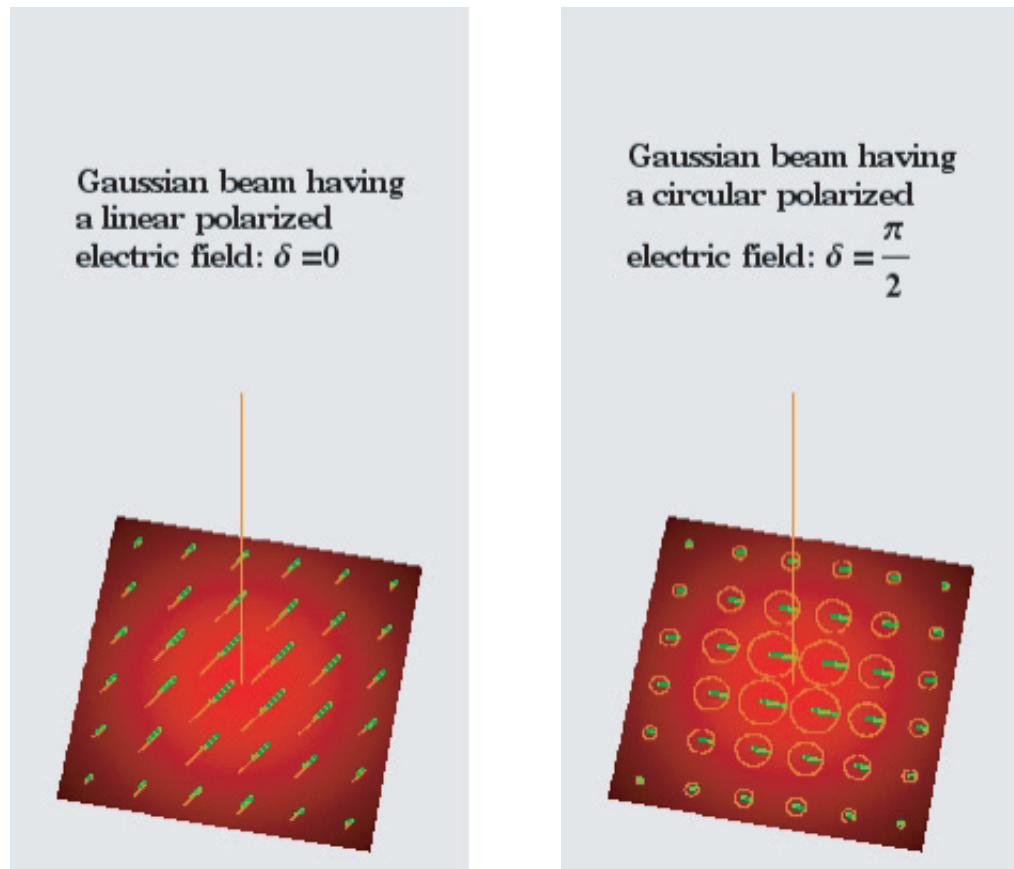 Gaussian beam having
a linear polarized
electric field: δ =0
Gaussian beam having
a circular polarized
electric field: δ = π/2